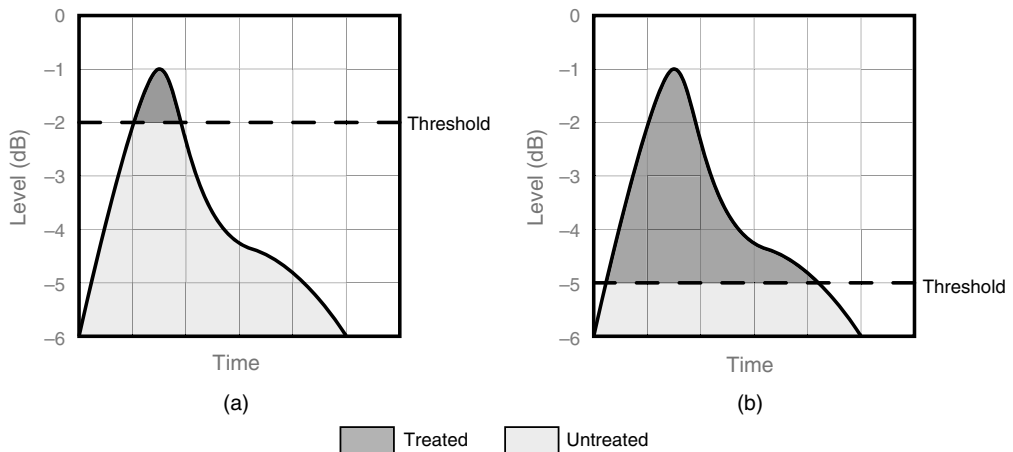 0
–1
–2
–3
–4
–5
–6
Level (dB)
Threshold
Time
(a)
0
–1
–2
–3
–4
–5
–6
Level (dB)
Threshold
Time
(b)
Treated
Untreated